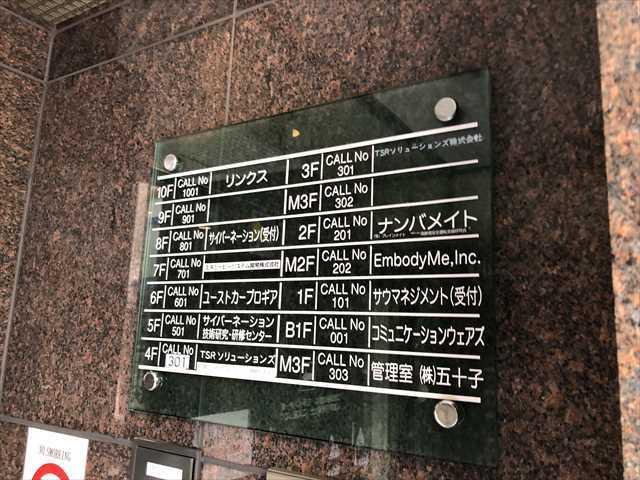 10F CALL No 1001 リンクス
9F CALL No 901
8F CALL No 801 サイバーネーション(受付)
7F CALL No 701
6F CALL No 601 ユーストカープロギア
5F CALL No 501 サイバーネーション
技術研究・研修センター
4F CALL No 301 TSRソリューションズ
3F CALL No 301 TSRソリューションズ株式会社
M3F CALL No 302
2F CALL No 201 ナンバメイト
M2F CALL No 202 EmbodyMe,Inc.
1F CALL No 101 サウマネジメント(受付)
B1F CALL No 001 コミュニケーションウェアズ
M3F CALL No 303 管理室 (株)五十子
NO SMOKING